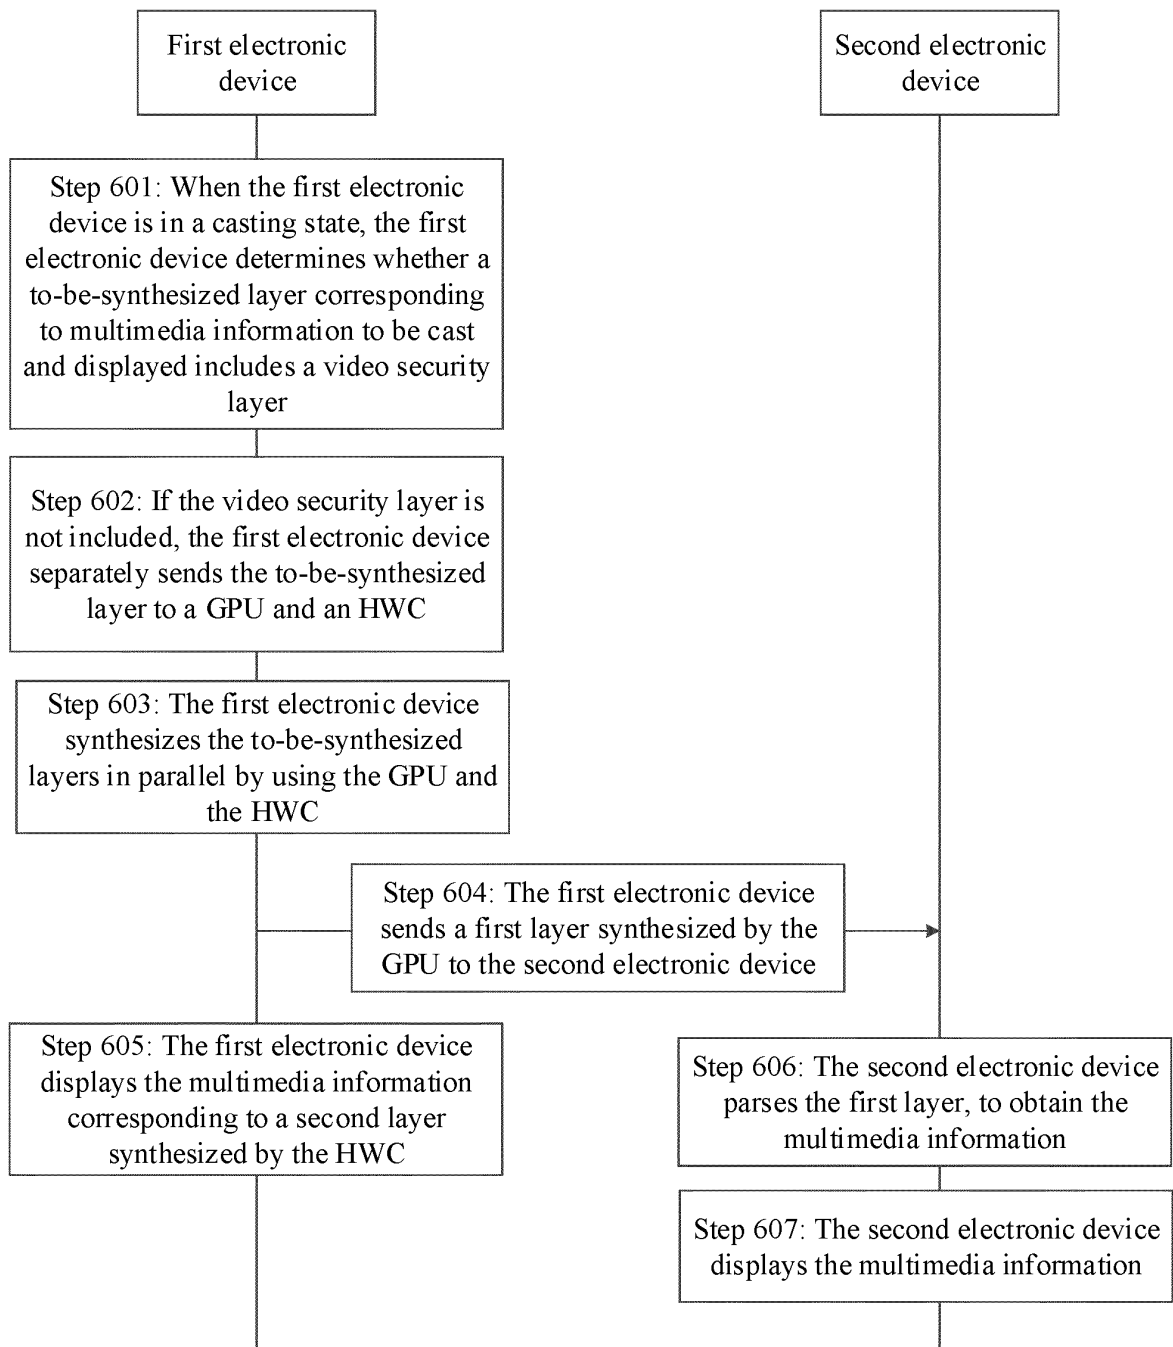 First electronic
device
Second electronic
device
Step 601: When the first electronic
device is in a casting state, the first
electronic device determines whether a
to-be-synthesized layer corresponding
to multimedia information to be cast
and displayed includes a video security
layer
Step 602: If the video security layer is
not included, the first electronic device
separately sends the to-be-synthesized
layer to a GPU and an HWC
Step 603: The first electronic device
synthesizes the to-be-synthesized
layers in parallel by using the GPU and
the HWC
Step 604: The first electronic device
sends a first layer synthesized by the
GPU to the second electronic device
Step 605: The first electronic device
displays the multimedia information
corresponding to a second layer
synthesized by the HWC
Step 606: The second electronic device
parses the first layer, to obtain the
multimedia information
Step 607: The second electronic device
displays the multimedia information